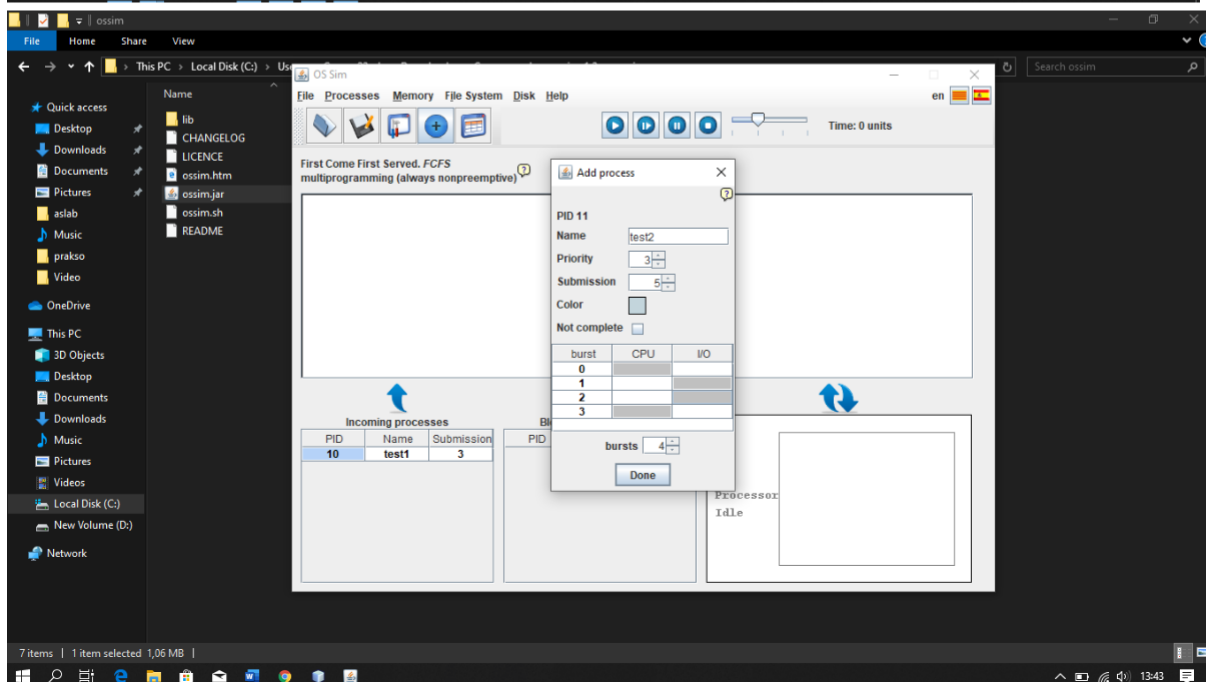 ossim
File Home Share View
This PC > Local Disk (C:) >
Search ossim
Quick access
Desktop
Downloads
Documents
Pictures
aslab
Music
prakso
Video
OneDrive
This PC
3D Objects
Desktop
Documents
Downloads
Music
Pictures
Videos
Local Disk (C:)
New Volume (D:)
Network
Name
lib
CHANGELOG
LICENCE
ossim.htm
ossim.jar
ossim.sh
README
OS Sim
File Processes Memory File System Disk Help
en
Time: 0 units
First Come First Served. FCFS
multiprogramming (always nonpreemptive)
Incoming processes
PID Name Submission
10 test1 3
PID
Processor
Idle
Add process
PID 11
Name test2
Priority 3
Submission 5
Color
Not complete
burst CPU I/O
0
1
2
3
bursts 4
Done
7 items | 1 item selected 1,06 MB |
13:43